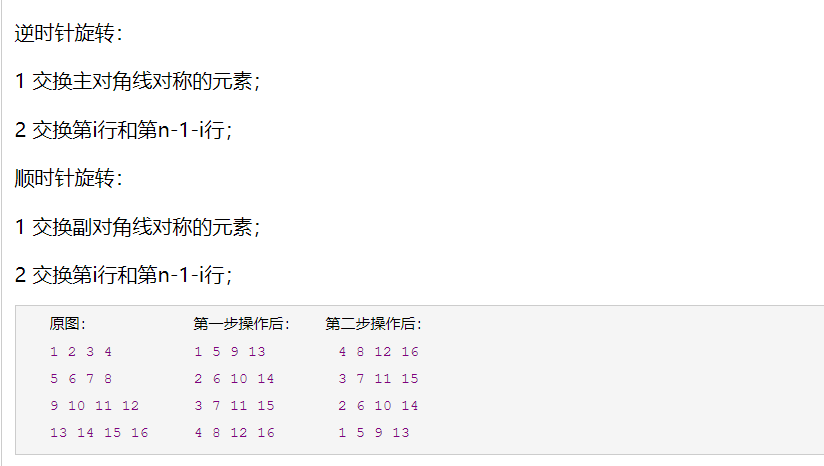 逆时针旋转：
1 交换主对角线对称的元素；
2 交换第i行和第n-1-i行；
顺时针旋转：
1 交换副对角线对称的元素；
2 交换第i行和第n-1-i行；
原图： 第一步操作后： 第二步操作后：
1 2 3 4 1 5 9 13 4 8 12 16
5 6 7 8 2 6 10 14 3 7 11 15
9 10 11 12 3 7 11 15 2 6 10 14
13 14 15 16 4 8 12 16 1 5 9 13